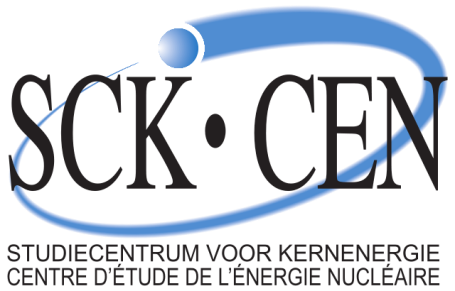 SCK • CEN
STUDIECENTRUM VOOR KERNENERGIE
CENTRE D'ÉTUDE DE L'ÉNERGIE NUCLÉAIRE